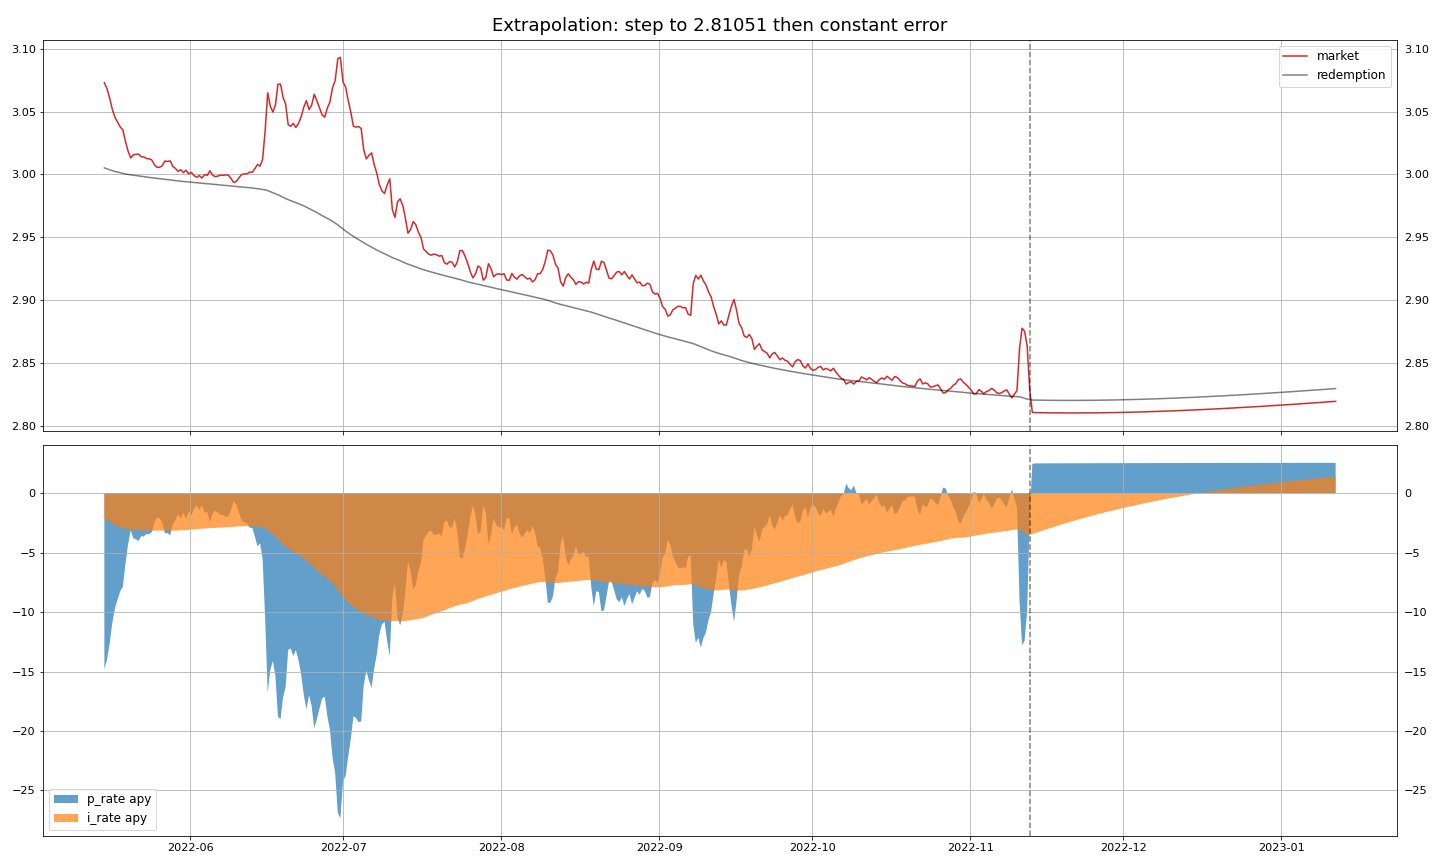 Extrapolation: step to 2.81051 then constant error
3.10 3.10
market
redemption
3.05 3.05
3.00 3.00
2.95 2.95
2.90 2.90
2.85 2.85
2.80 2.80
0 0
−5 −5
−10 −10
−15 −15
−20 −20
−25 −25
p_rate apy
i_rate apy
2022-06 2022-07 2022-08 2022-09 2022-10 2022-11 2022-12 2023-01